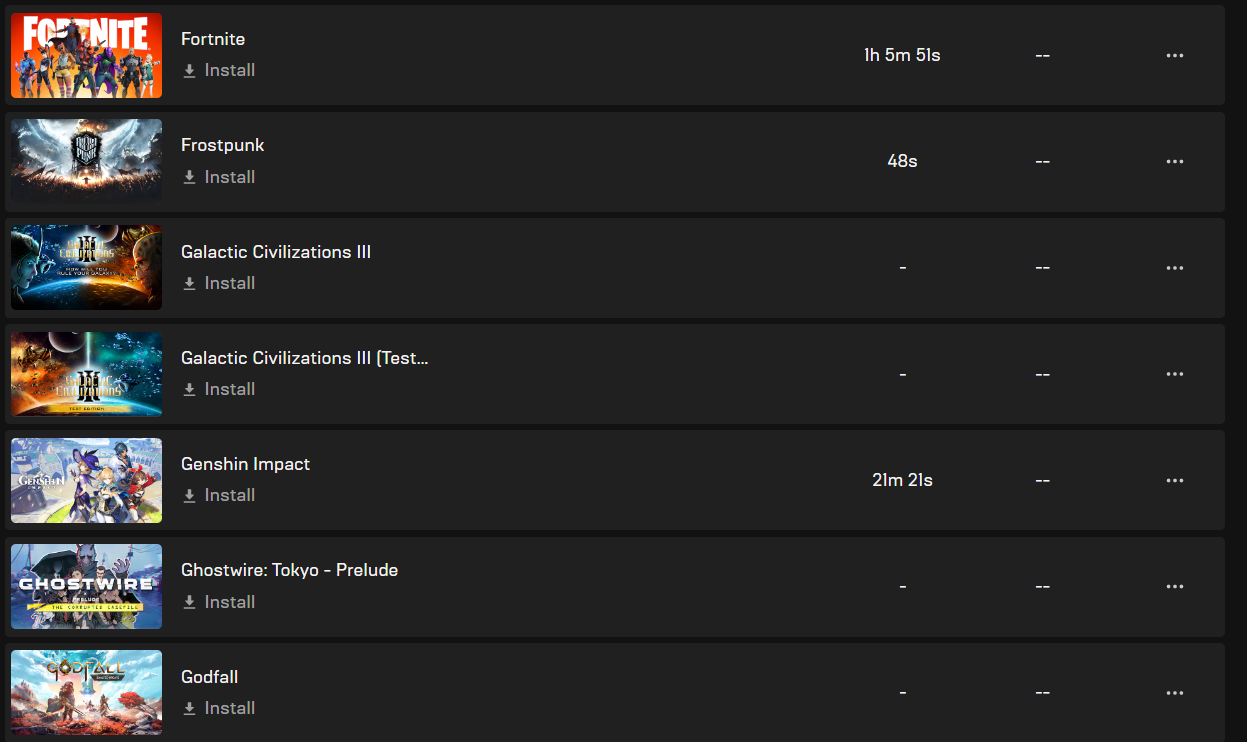 FORTNITE
Fortnite
Install
1h 5m 51s
--
FROST
PUNK
Frostpunk
Install
48s
--
GALACTIC
CIVILIZATIONS
III
HOW WILL YOU
RULE YOUR GALAXY?
Galactic Civilizations III
Install
-
--
GALACTIC
CIVILIZATIONS
III
TEST EDITION
Galactic Civilizations III (Test...
Install
-
--
GENSHIN
IMPACT
Genshin Impact
Install
21m 21s
--
GHOSTWIRE
PRELUDE
THE CORRUPTED CASEFILE
Ghostwire: Tokyo - Prelude
Install
-
--
GODFALL
Godfall
Install
-
--